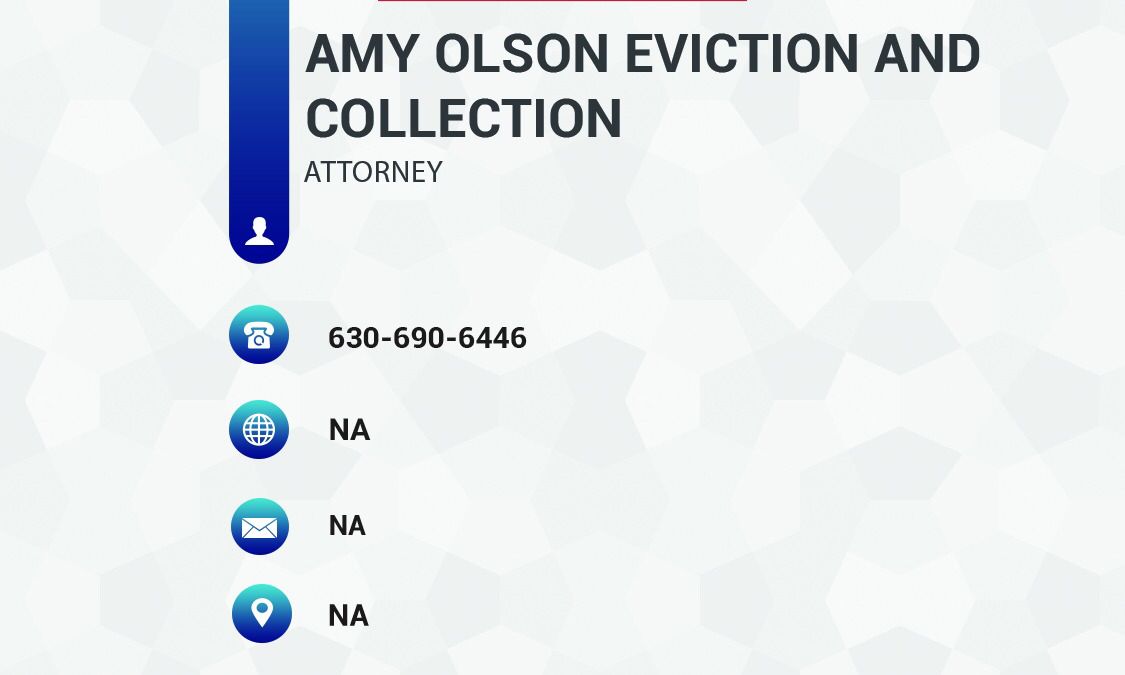 AMY OLSON EVICTION AND
COLLECTION
ATTORNEY
630-690-6446
NA
NA
NA